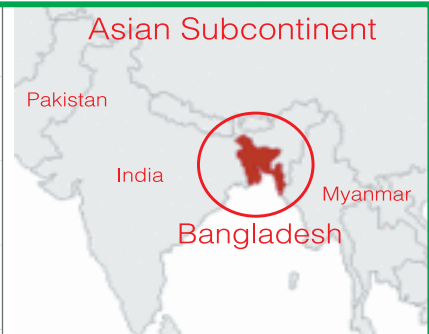 Asian Subcontinent
Pakistan
India
Myanmar
Bangladesh